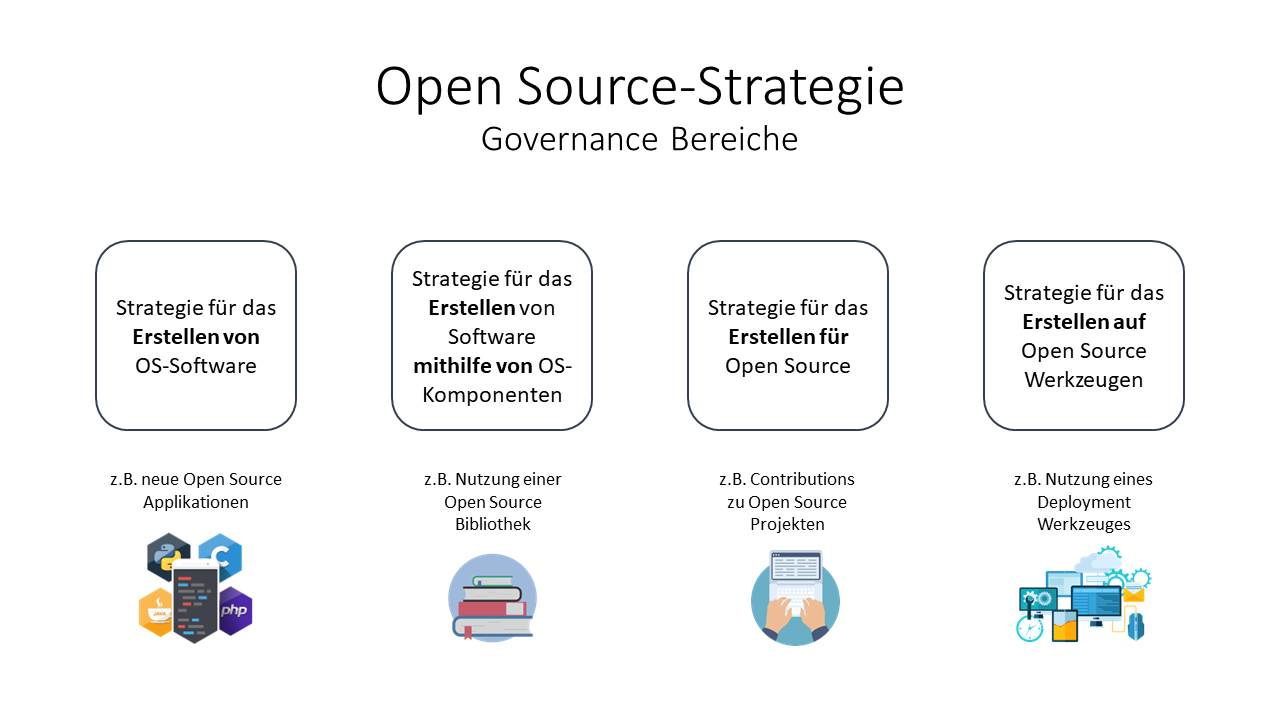 Open Source-Strategie
Governance Bereiche
Strategie für das
Erstellen von
OS-Software
Strategie für das
Erstellen von
Software
mithilfe von OS-
Komponenten
Strategie für das
Erstellen für
Open Source
Strategie für das
Erstellen auf
Open Source
Werkzeugen
z.B. neue Open Source
Applikationen
z.B. Nutzung einer
Open Source
Bibliothek
z.B. Contributions
zu Open Source
Projekten
z.B. Nutzung eines
Deployment
Werkzeuges
C
JAVA
php